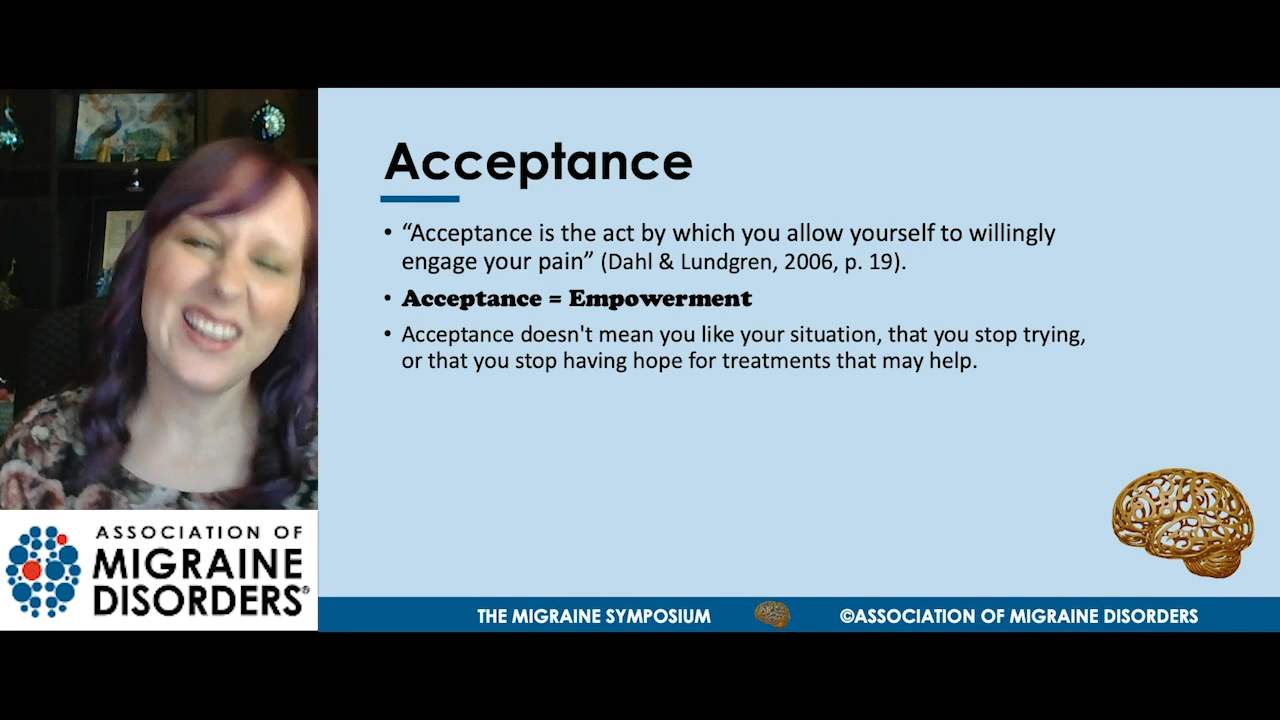 Acceptance
• “Acceptance is the act by which you allow yourself to willingly
engage your pain” (Dahl & Lundgren, 2006, p. 19).
• Acceptance = Empowerment
• Acceptance doesn't mean you like your situation, that you stop trying,
or that you stop having hope for treatments that may help.
ASSOCIATION OF
MIGRAINE
DISORDERS®
THE MIGRAINE SYMPOSIUM
©ASSOCIATION OF MIGRAINE DISORDERS